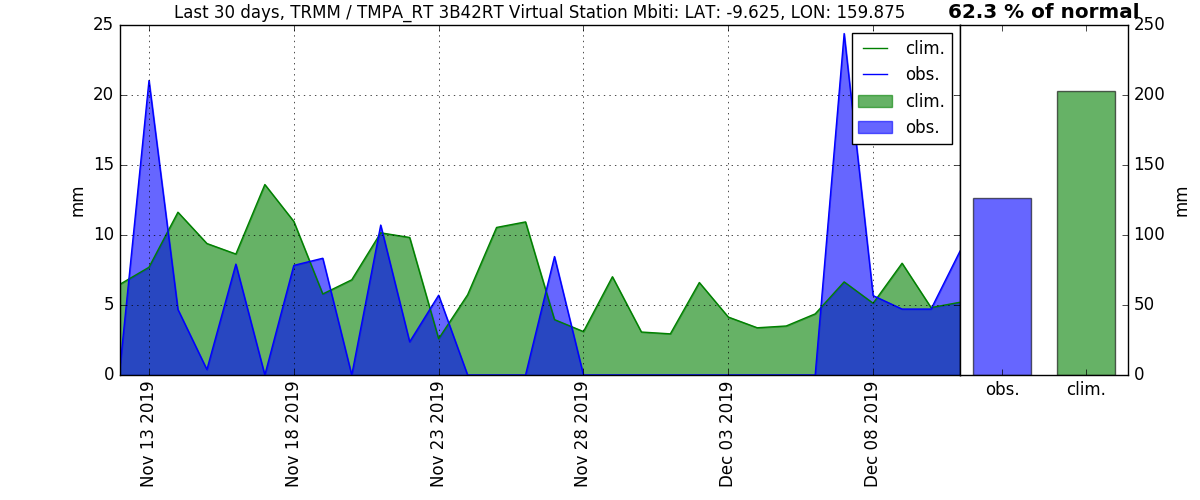 Last 30 days, TRMM / TMPA_RT 3B42RT Virtual Station Mbiti: LAT: -9.625, LON: 159.875
62.3 % of normal
25
20
15
10
5
0
mm
clim.
obs.
clim.
obs.
Nov 13 2019
Nov 18 2019
Nov 23 2019
Nov 28 2019
Dec 03 2019
Dec 08 2019
250
200
150
100
50
0
mm
obs.
clim.